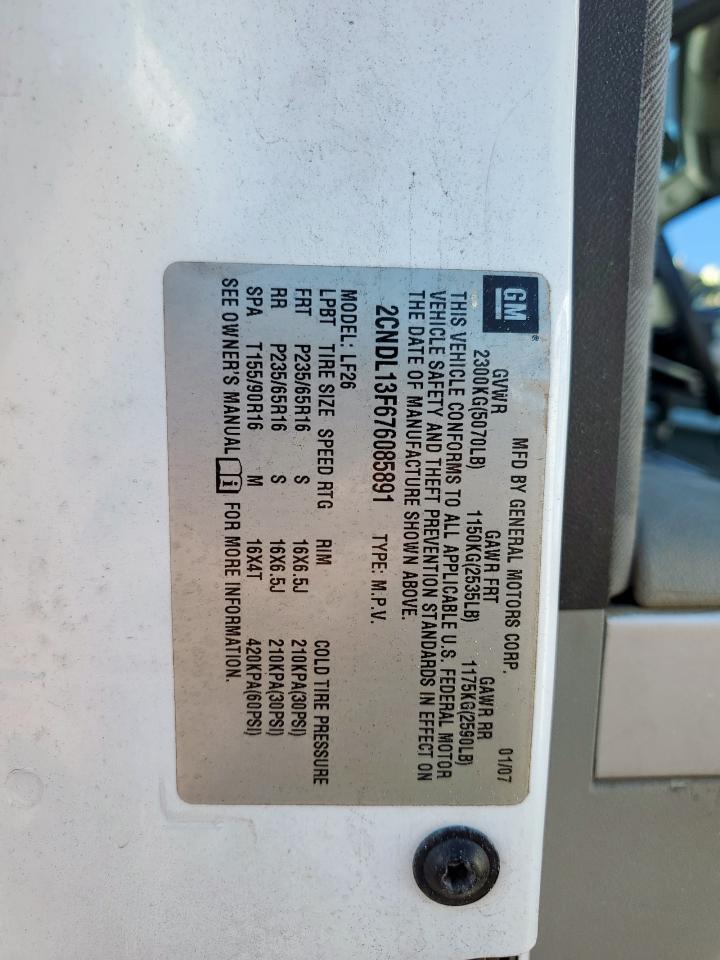 GM®
MFD BY GENERAL MOTORS CORP. 01/07
GVWR GAWR FRT GAWR RR
2300KG(5070LB) 1150KG(2535LB) 1175KG(2590LB)
THIS VEHICLE CONFORMS TO ALL APPLICABLE U.S. FEDERAL MOTOR
VEHICLE SAFETY AND THEFT PREVENTION STANDARDS IN EFFECT ON
THE DATE OF MANUFACTURE SHOWN ABOVE.
2CNDL13F676085891 TYPE: M.P.V.
MODEL: LF26
LPBT TIRE SIZE SPEED RTG RIM COLD TIRE PRESSURE
FRT P235/65R16 S 16X6.5J 210KPA(30PSI)
RR P235/65R16 S 16X6.5J 210KPA(30PSI)
SPA T155/90R16 M 16X4T 420KPA(60PSI)
SEE OWNER'S MANUAL i FOR MORE INFORMATION.